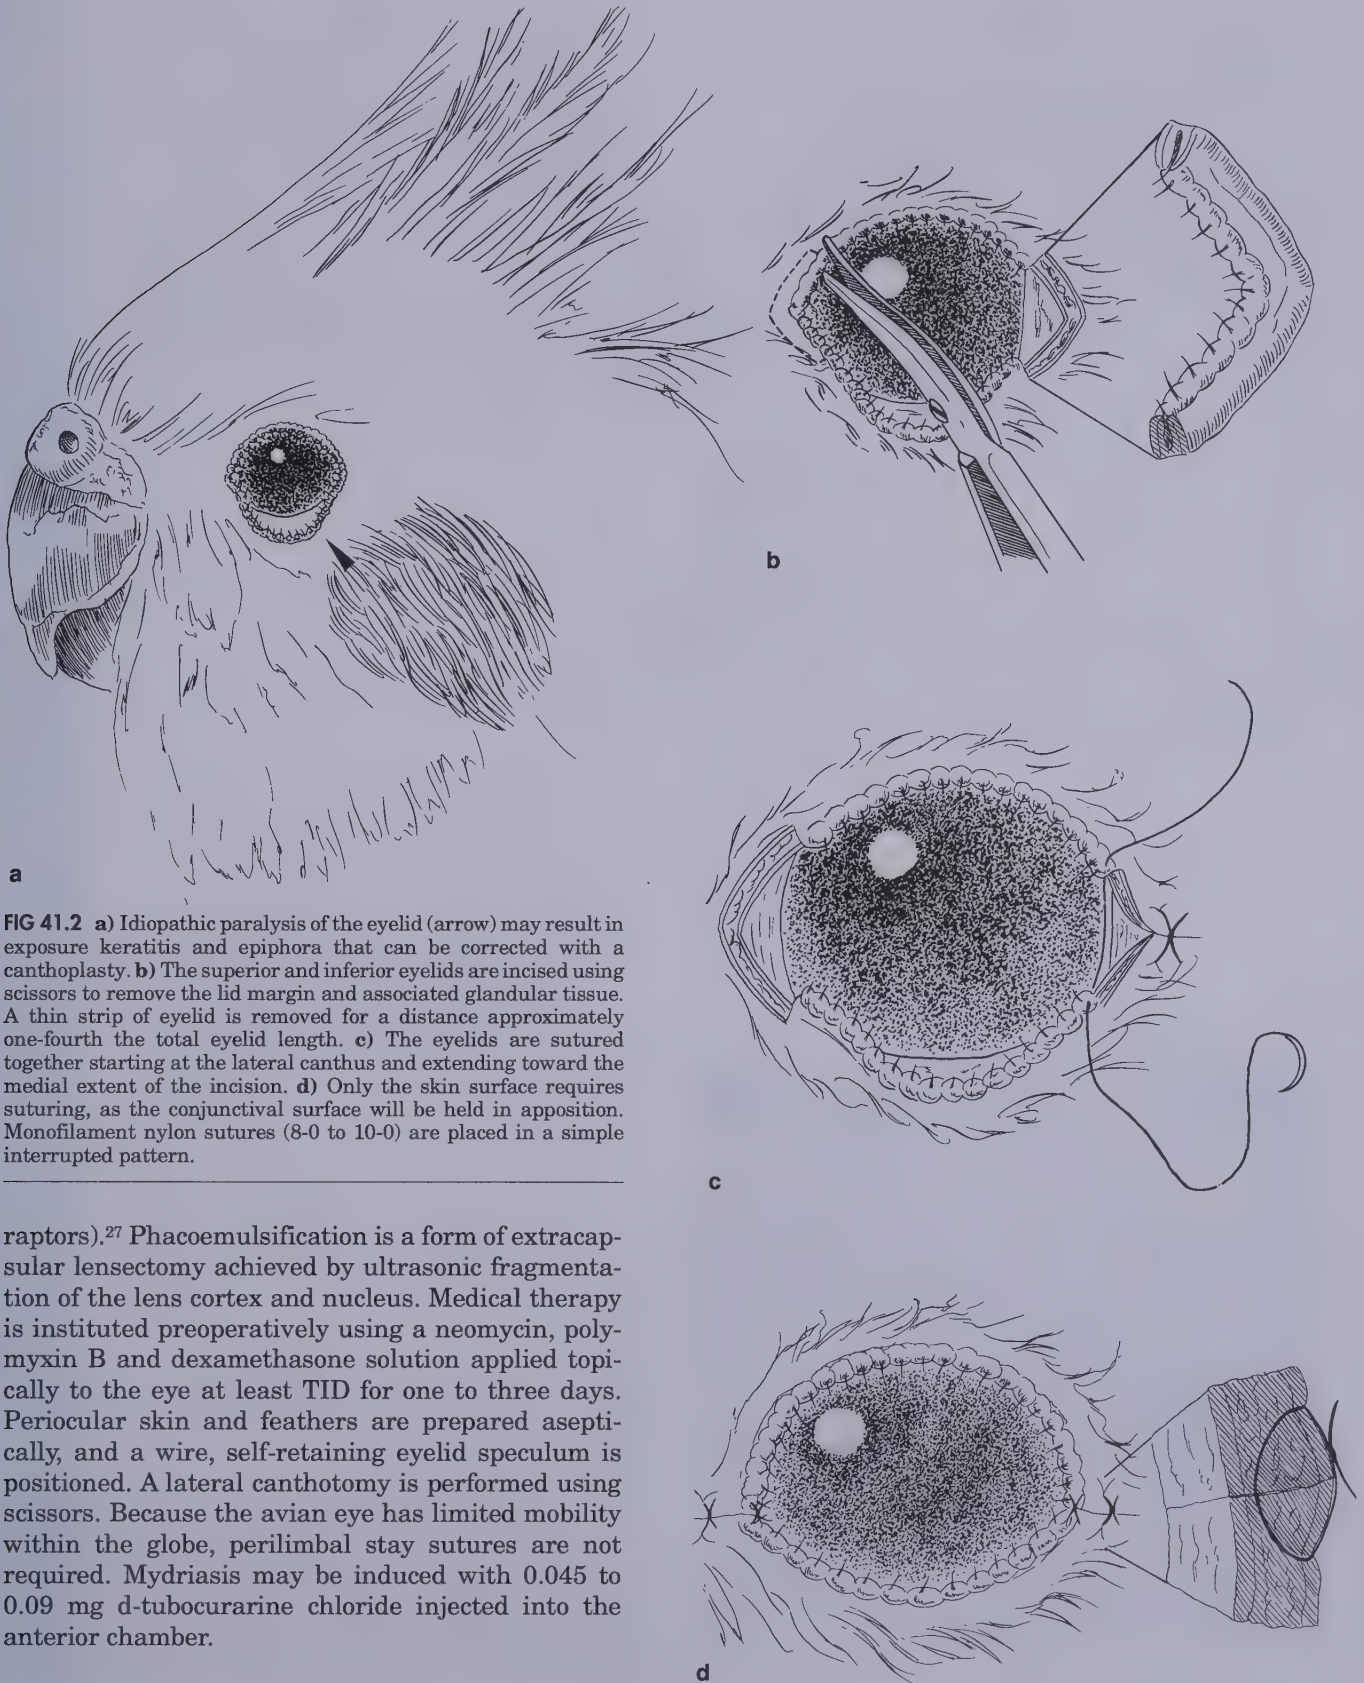 a
b
c
d
FIG 41.2 a) Idiopathic paralysis of the eyelid (arrow) may result in
exposure keratitis and epiphora that can be corrected with a
canthoplasty. b) The superior and inferior eyelids are incised using
scissors to remove the lid margin and associated glandular tissue.
A thin strip of eyelid is removed for a distance approximately
one-fourth the total eyelid length. c) The eyelids are sutured
together starting at the lateral canthus and extending toward the
medial extent of the incision. d) Only the skin surface requires
suturing, as the conjunctival surface will be held in apposition.
Monofilament nylon sutures (8-0 to 10-0) are placed in a simple
interrupted pattern.
raptors).²⁷ Phacoemulsification is a form of extracap-
sular lensectomy achieved by ultrasonic fragmenta-
tion of the lens cortex and nucleus. Medical therapy
is instituted preoperatively using a neomycin, poly-
myxin B and dexamethasone solution applied topi-
cally to the eye at least TID for one to three days.
Periocular skin and feathers are prepared asepti-
cally, and a wire, self-retaining eyelid speculum is
positioned. A lateral canthotomy is performed using
scissors. Because the avian eye has limited mobility
within the globe, perilimbal stay sutures are not
required. Mydriasis may be induced with 0.045 to
0.09 mg d-tubocurarine chloride injected into the
anterior chamber.